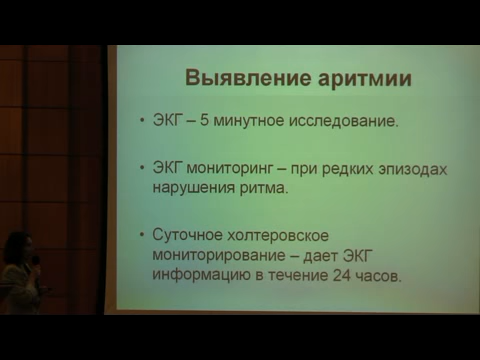 Выявление аритмии
• ЭКГ – 5 минутное исследование.
• ЭКГ мониторинг – при редких эпизодах
нарушения ритма.
• Суточное холтеровское
мониторирование – дает ЭКГ
информацию в течение 24 часов.